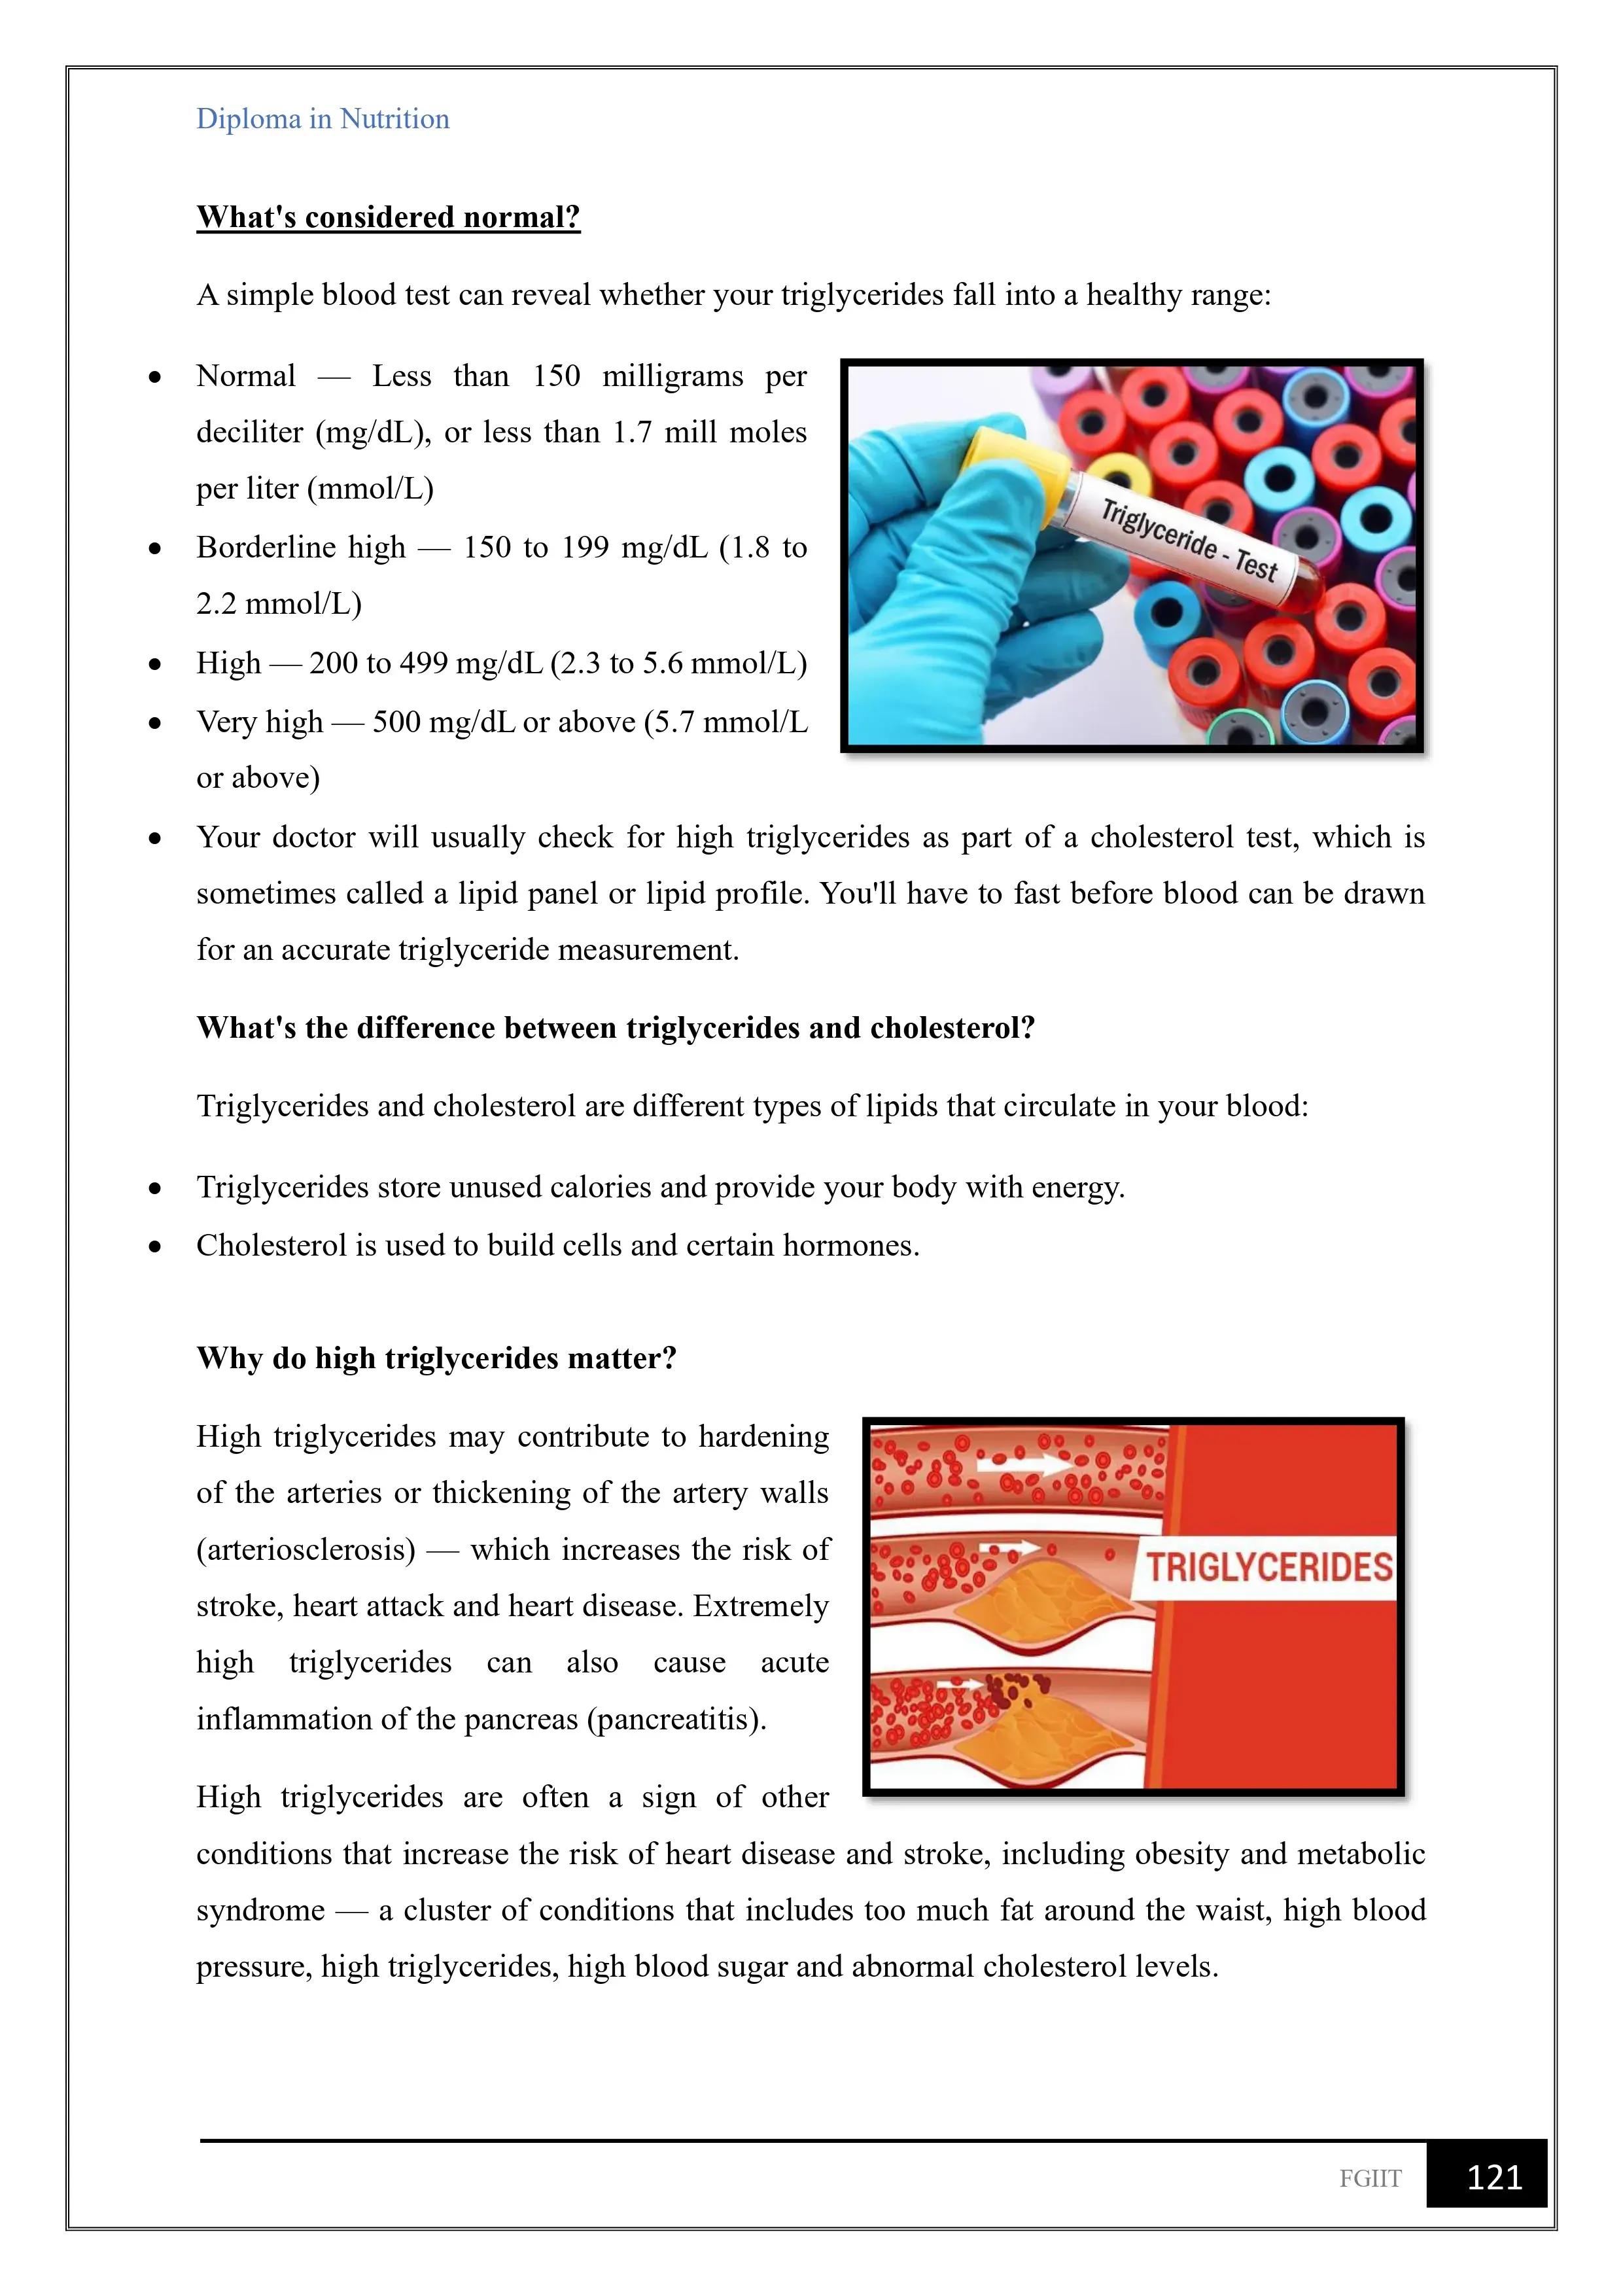 Diploma in Nutrition
What's considered normal?
A simple blood test can reveal whether your triglycerides fall into a healthy range:
• Normal — Less than 150 milligrams per
deciliter (mg/dL), or less than 1.7 mill moles
per liter (mmol/L)
• Borderline high — 150 to 199 mg/dL (1.8 to
2.2 mmol/L)
• High — 200 to 499 mg/dL (2.3 to 5.6 mmol/L)
• Very high — 500 mg/dL or above (5.7 mmol/L
or above)
Triglyceride - Test
• Your doctor will usually check for high triglycerides as part of a cholesterol test, which is
sometimes called a lipid panel or lipid profile. You'll have to fast before blood can be drawn
for an accurate triglyceride measurement.
What's the difference between triglycerides and cholesterol?
Triglycerides and cholesterol are different types of lipids that circulate in your blood:
• Triglycerides store unused calories and provide your body with energy.
• Cholesterol is used to build cells and certain hormones.
Why do high triglycerides matter?
High triglycerides may contribute to hardening
of the arteries or thickening of the artery walls
(arteriosclerosis) — which increases the risk of
stroke, heart attack and heart disease. Extremely
high triglycerides can also cause acute
inflammation of the pancreas (pancreatitis).
TRIGLYCERIDES
High triglycerides are often a sign of other
conditions that increase the risk of heart disease and stroke, including obesity and metabolic
syndrome — a cluster of conditions that includes too much fat around the waist, high blood
pressure, high triglycerides, high blood sugar and abnormal cholesterol levels.
FGIIT 121